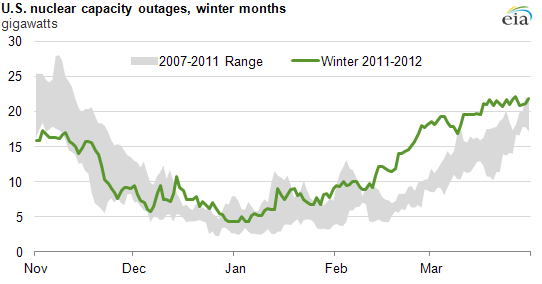 U.S. nuclear capacity outages, winter months
gigawatts
eia
30
2007-2011 Range
Winter 2011-2012
25
20
15
10
5
0
Nov
Dec
Jan
Feb
Mar